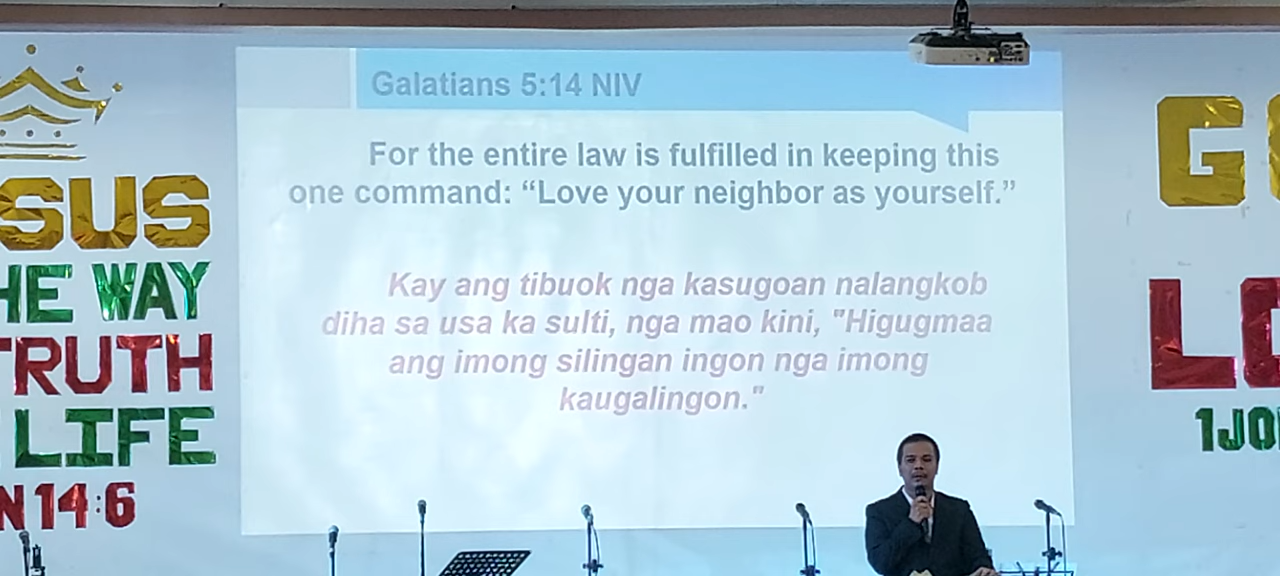 Galatians 5:14 NIV
For the entire law is fulfilled in keeping this
one command: “Love your neighbor as yourself.”
Kay ang tibuok nga kasugoan nalangkob
diha sa usa ka sulti, nga mao kini, "Higugmaa
ang imong silingan ingon nga imong
kaugalingon."
SUS
HE WAY
TRUTH
LIFE
N 14:6
G
LO
1JO